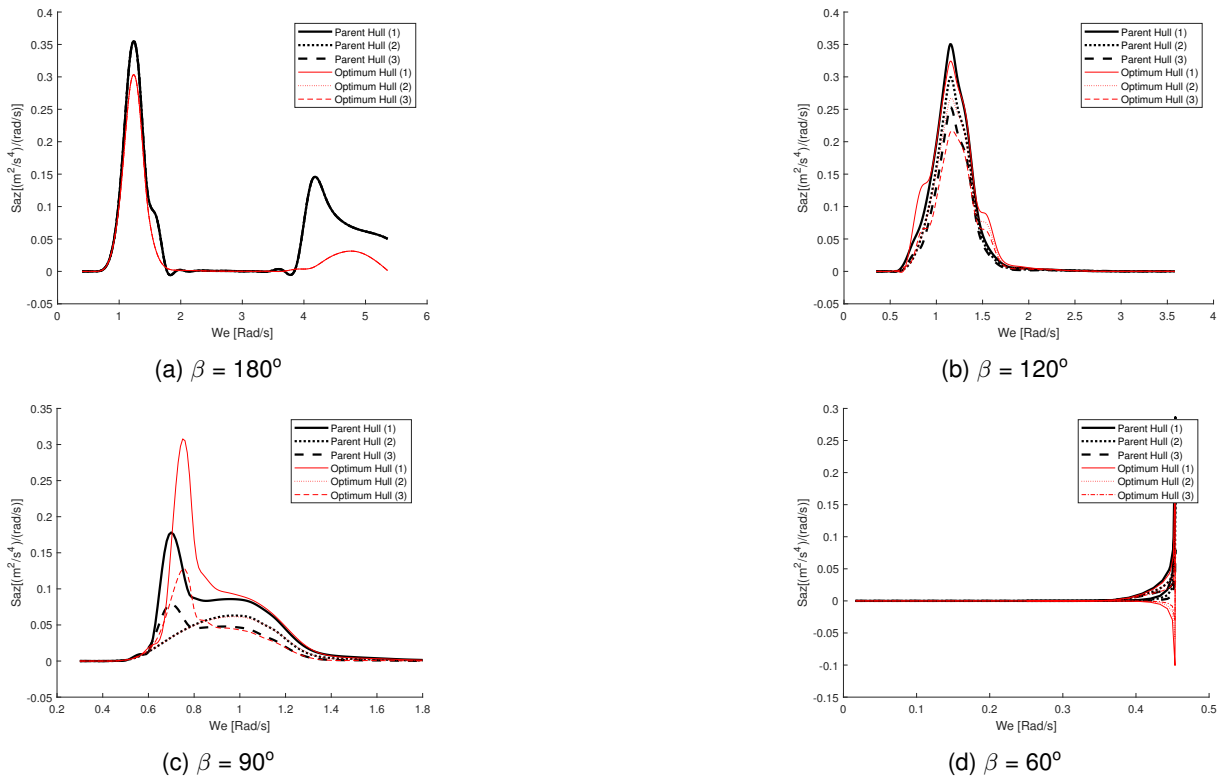 0.4
0.35
0.3
0.25
0.2
0.15
0.1
0.05
0
-0.05
Saz[(m²/s⁴)/(rad/s)]
0 1 2 3 4 5 6
We [Rad/s]
Parent Hull (1)
Parent Hull (2)
Parent Hull (3)
Optimum Hull (1)
Optimum Hull (2)
Optimum Hull (3)
(a) β = 180º
0.4
0.35
0.3
0.25
0.2
0.15
0.1
0.05
0
-0.05
Saz[(m²/s⁴)/(rad/s)]
0 0.5 1 1.5 2 2.5 3 3.5 4
We [Rad/s]
Parent Hull (1)
Parent Hull (2)
Parent Hull (3)
Optimum Hull (1)
Optimum Hull (2)
Optimum Hull (3)
(b) β = 120º
0.35
0.3
0.25
0.2
0.15
0.1
0.05
0
-0.05
Saz[(m²/s⁴)/(rad/s)]
0.2 0.4 0.6 0.8 1 1.2 1.4 1.6 1.8
We [Rad/s]
Parent Hull (1)
Parent Hull (2)
Parent Hull (3)
Optimum Hull (1)
Optimum Hull (2)
Optimum Hull (3)
(c) β = 90º
0.3
0.25
0.2
0.15
0.1
0.05
0
-0.05
-0.1
-0.15
Saz[(m²/s⁴)/(rad/s)]
0 0.1 0.2 0.3 0.4 0.5
We [Rad/s]
Parent Hull (1)
Parent Hull (2)
Parent Hull (3)
Optimum Hull (1)
Optimum Hull (2)
Optimum Hull (3)
(d) β = 60º